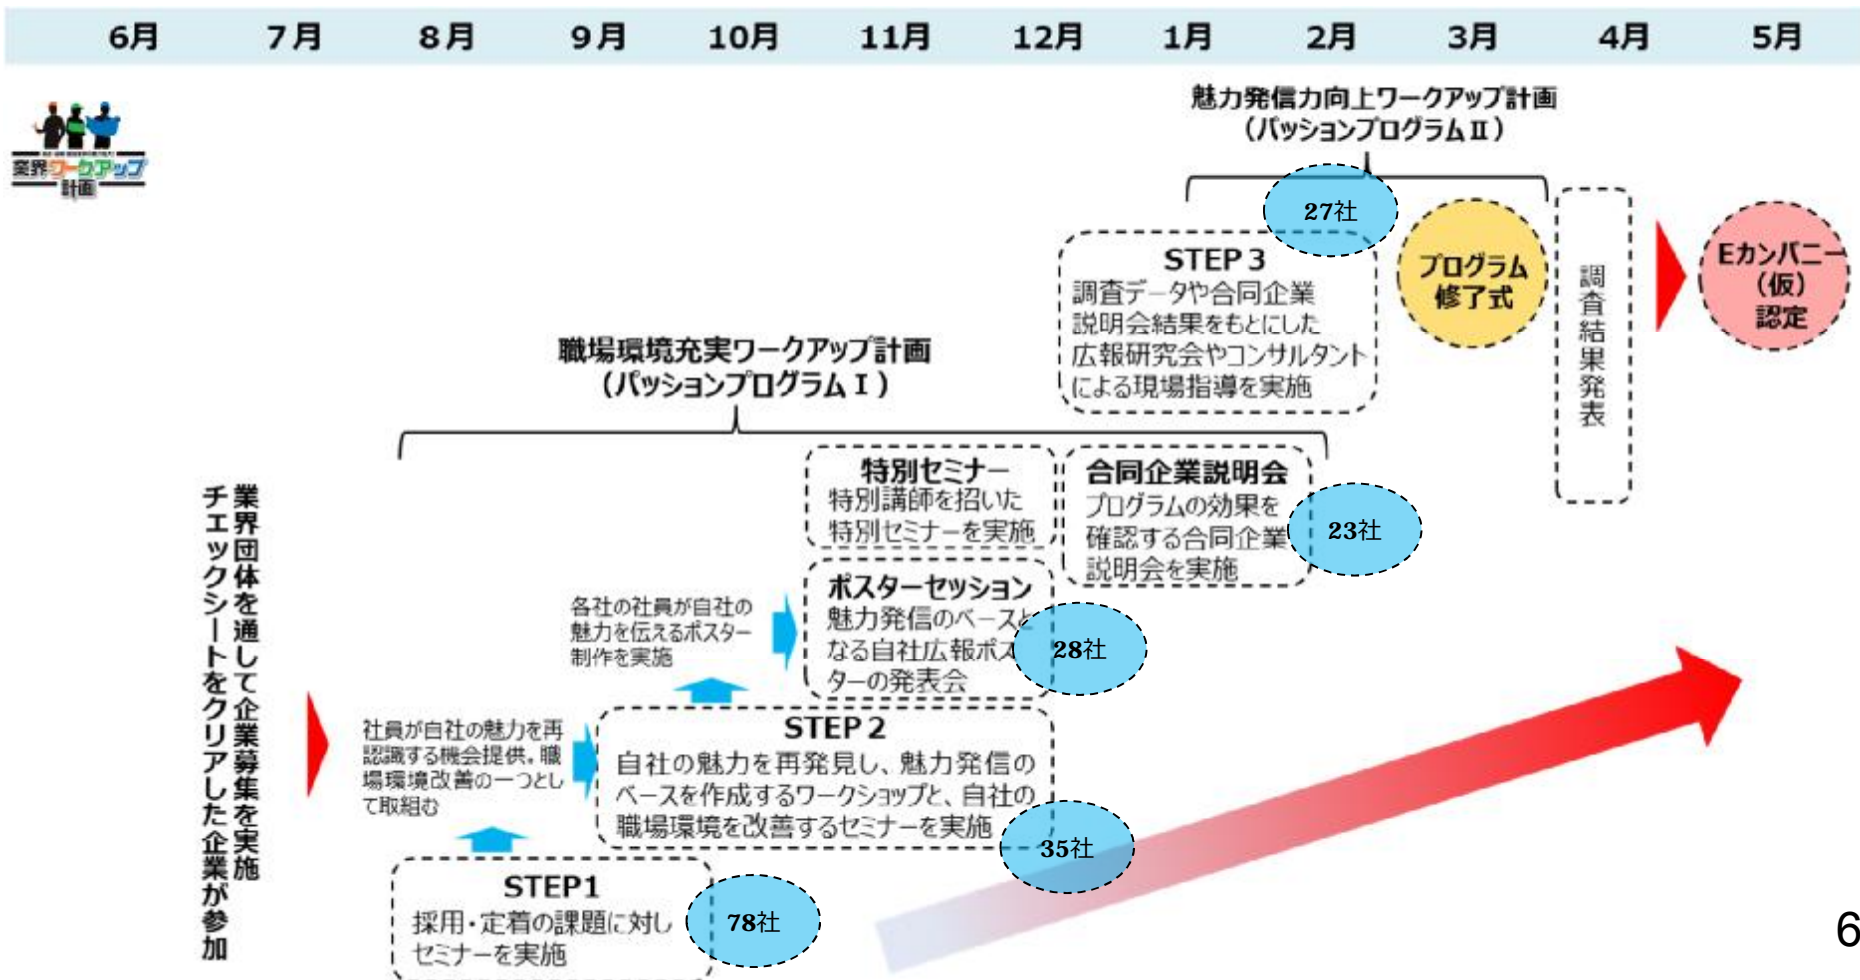 6月 7月 8月 9月 10月 11月 12月 1月 2月 3月 4月 5月
業界ワークアップ
計画
魅力発信力向上ワークアップ計画
（パッションプログラムⅡ）
27社
STEP3
調査データや合同企業
説明会結果をもとにした
広報研究会やコンサルタント
による現場指導を実施
プログラム
修了式
調査結果発表
Eカンパニー
（仮）
認定
職場環境充実ワークアップ計画
（パッションプログラムⅠ）
特別セミナー
特別講師を招いた
特別セミナーを実施
合同企業説明会
プログラムの効果を
確認する合同企業
説明会を実施
23社
業界団体を通して企業募集を実施
チェックシートをクリアした企業が参加
各社の社員が自社の
魅力を伝えるポスター
制作を実施
ポスターセッション
魅力発信のベースと
なる自社広報ポス
ターの発表会
28社
社員が自社の魅力を再
認識する機会提供。職
場環境改善の一つとし
て取組む
STEP2
自社の魅力を再発見し、魅力発信の
ベースを作成するワークショップと、自社の
職場環境を改善するセミナーを実施
35社
STEP1
採用・定着の課題に対し
セミナーを実施
78社
6